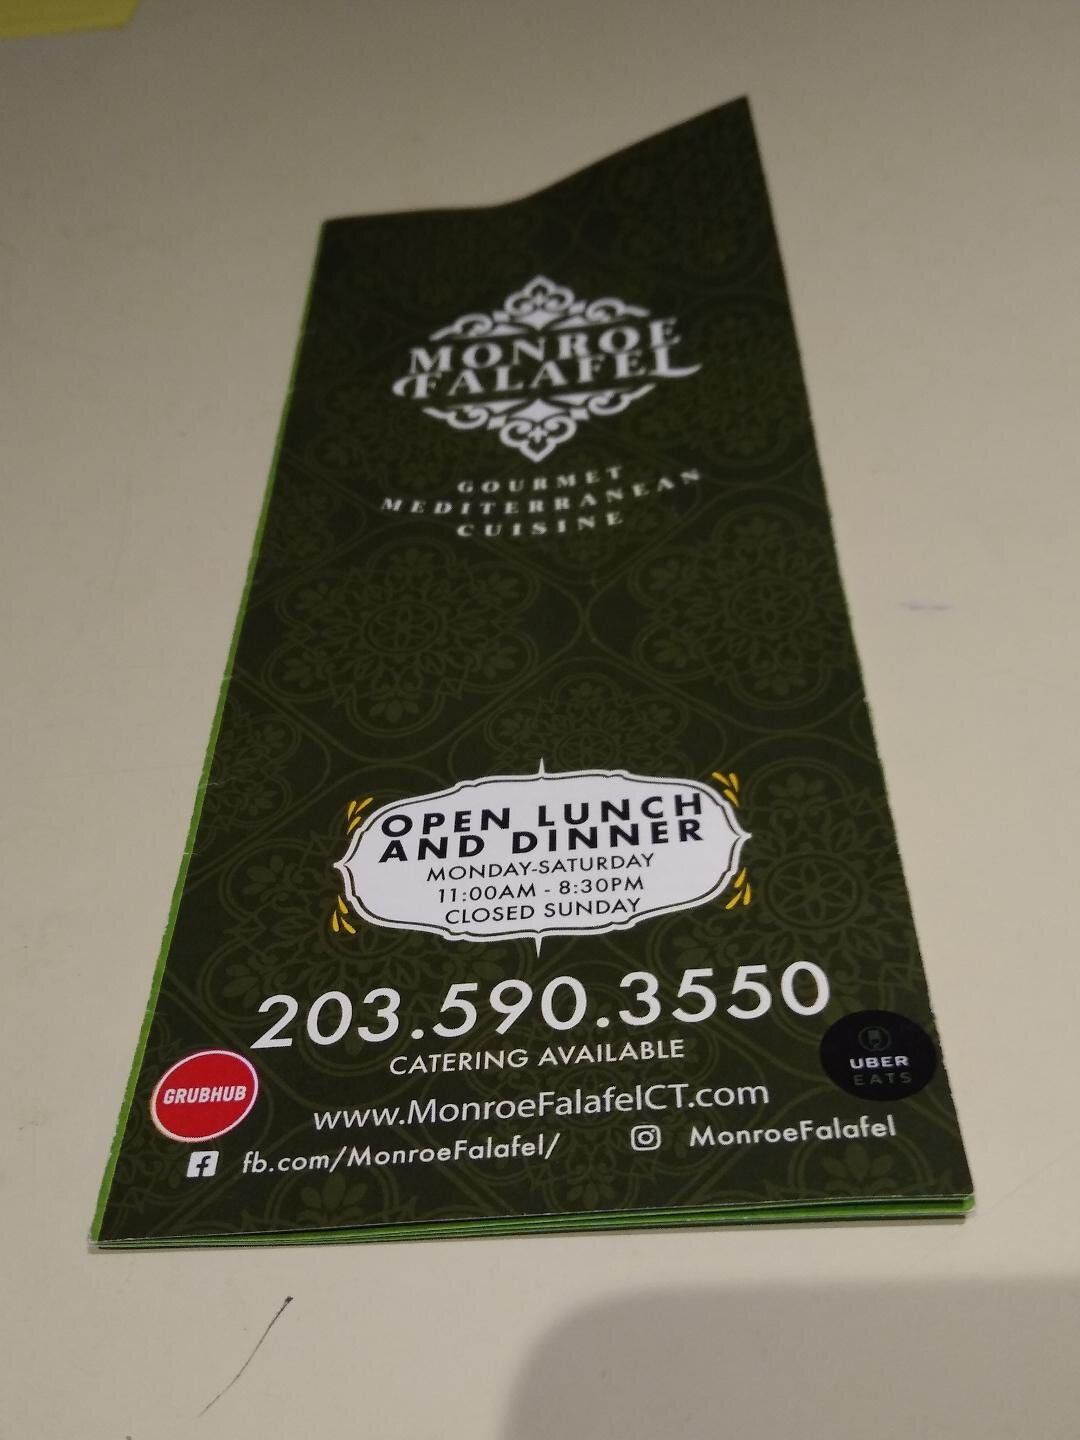 MONROE
FALAFEL
GOURMET
MEDITERRANEAN
CUISINE
OPEN LUNCH
AND DINNER
MONDAY-SATURDAY
11:00AM - 8:30PM
CLOSED SUNDAY
203.590.3550
CATERING AVAILABLE
UBER
EATS
GRUBHUB
www.MonroeFalafelCT.com
fb.com/MonroeFalafel/
MonroeFalafel